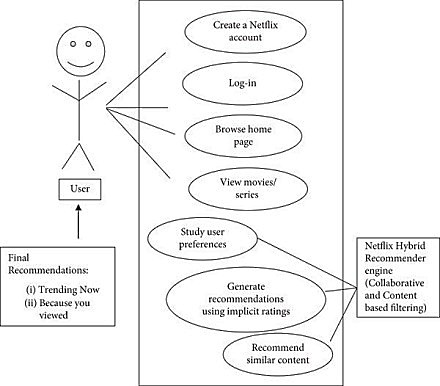 Create a Netflix
account
Log-in
Browse home
page
View movies/
series
User
Study user
preferences
Final
Recommendations:
(i) Trending Now
(ii) Because you
viewed
Netflix Hybrid
Recommender
engine
(Collaborative
and Content
based filtering)
Generate
recommendations
using implicit ratings
Recommend
similar content